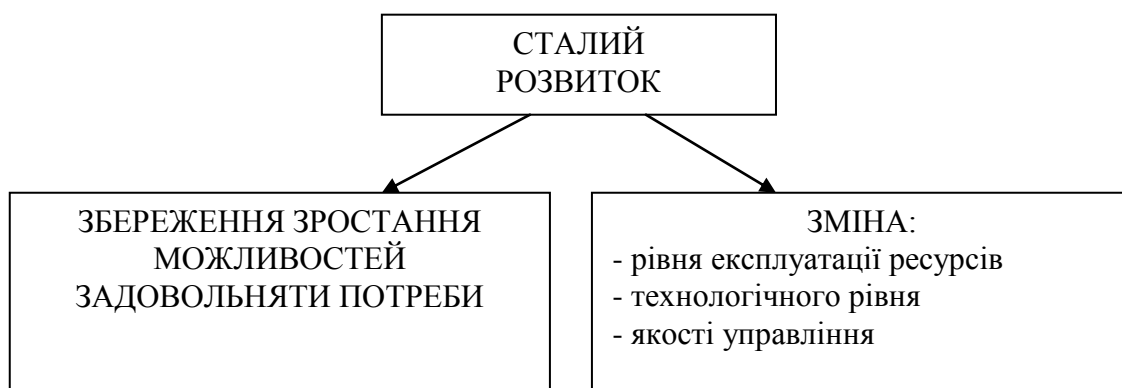 СТАЛИЙ
РОЗВИТОК
ЗБЕРЕЖЕННЯ ЗРОСТАННЯ
МОЖЛИВОСТЕЙ
ЗАДОВОЛЬНЯТИ ПОТРЕБИ
ЗМІНА:
- рівня експлуатації ресурсів
- технологічного рівня
- якості управління